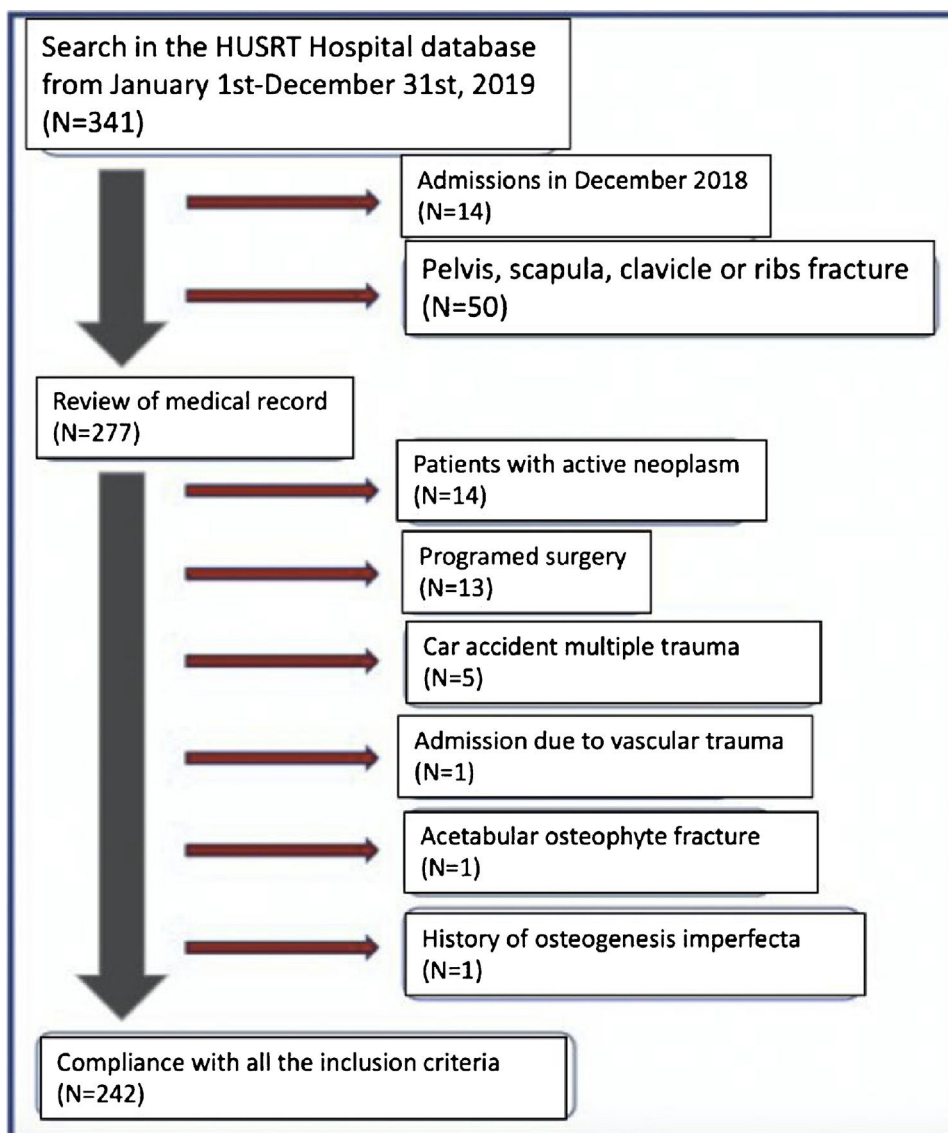 Search in the HUSRT Hospital database
from January 1st-December 31st, 2019
(N=341)
Admissions in December 2018
(N=14)
Pelvis, scapula, clavicle or ribs fracture
(N=50)
Review of medical record
(N=277)
Patients with active neoplasm
(N=14)
Programed surgery
(N=13)
Car accident multiple trauma
(N=5)
Admission due to vascular trauma
(N=1)
Acetabular osteophyte fracture
(N=1)
History of osteogenesis imperfecta
(N=1)
Compliance with all the inclusion criteria
(N=242)